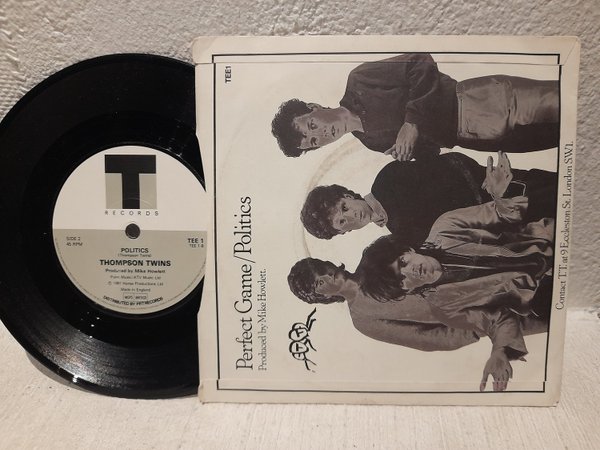 T
RECORDS
SIDE 2
45 RPM
TEE 1
POLITICS
(Thompson Twins)
THOMPSON TWINS
Produced by Mike Howlett
Made in England
TEE1
Perfect Game/Politics
Produced by Mike Howlett.
Contact T.T. at 9 Eccleston St. London SW1.